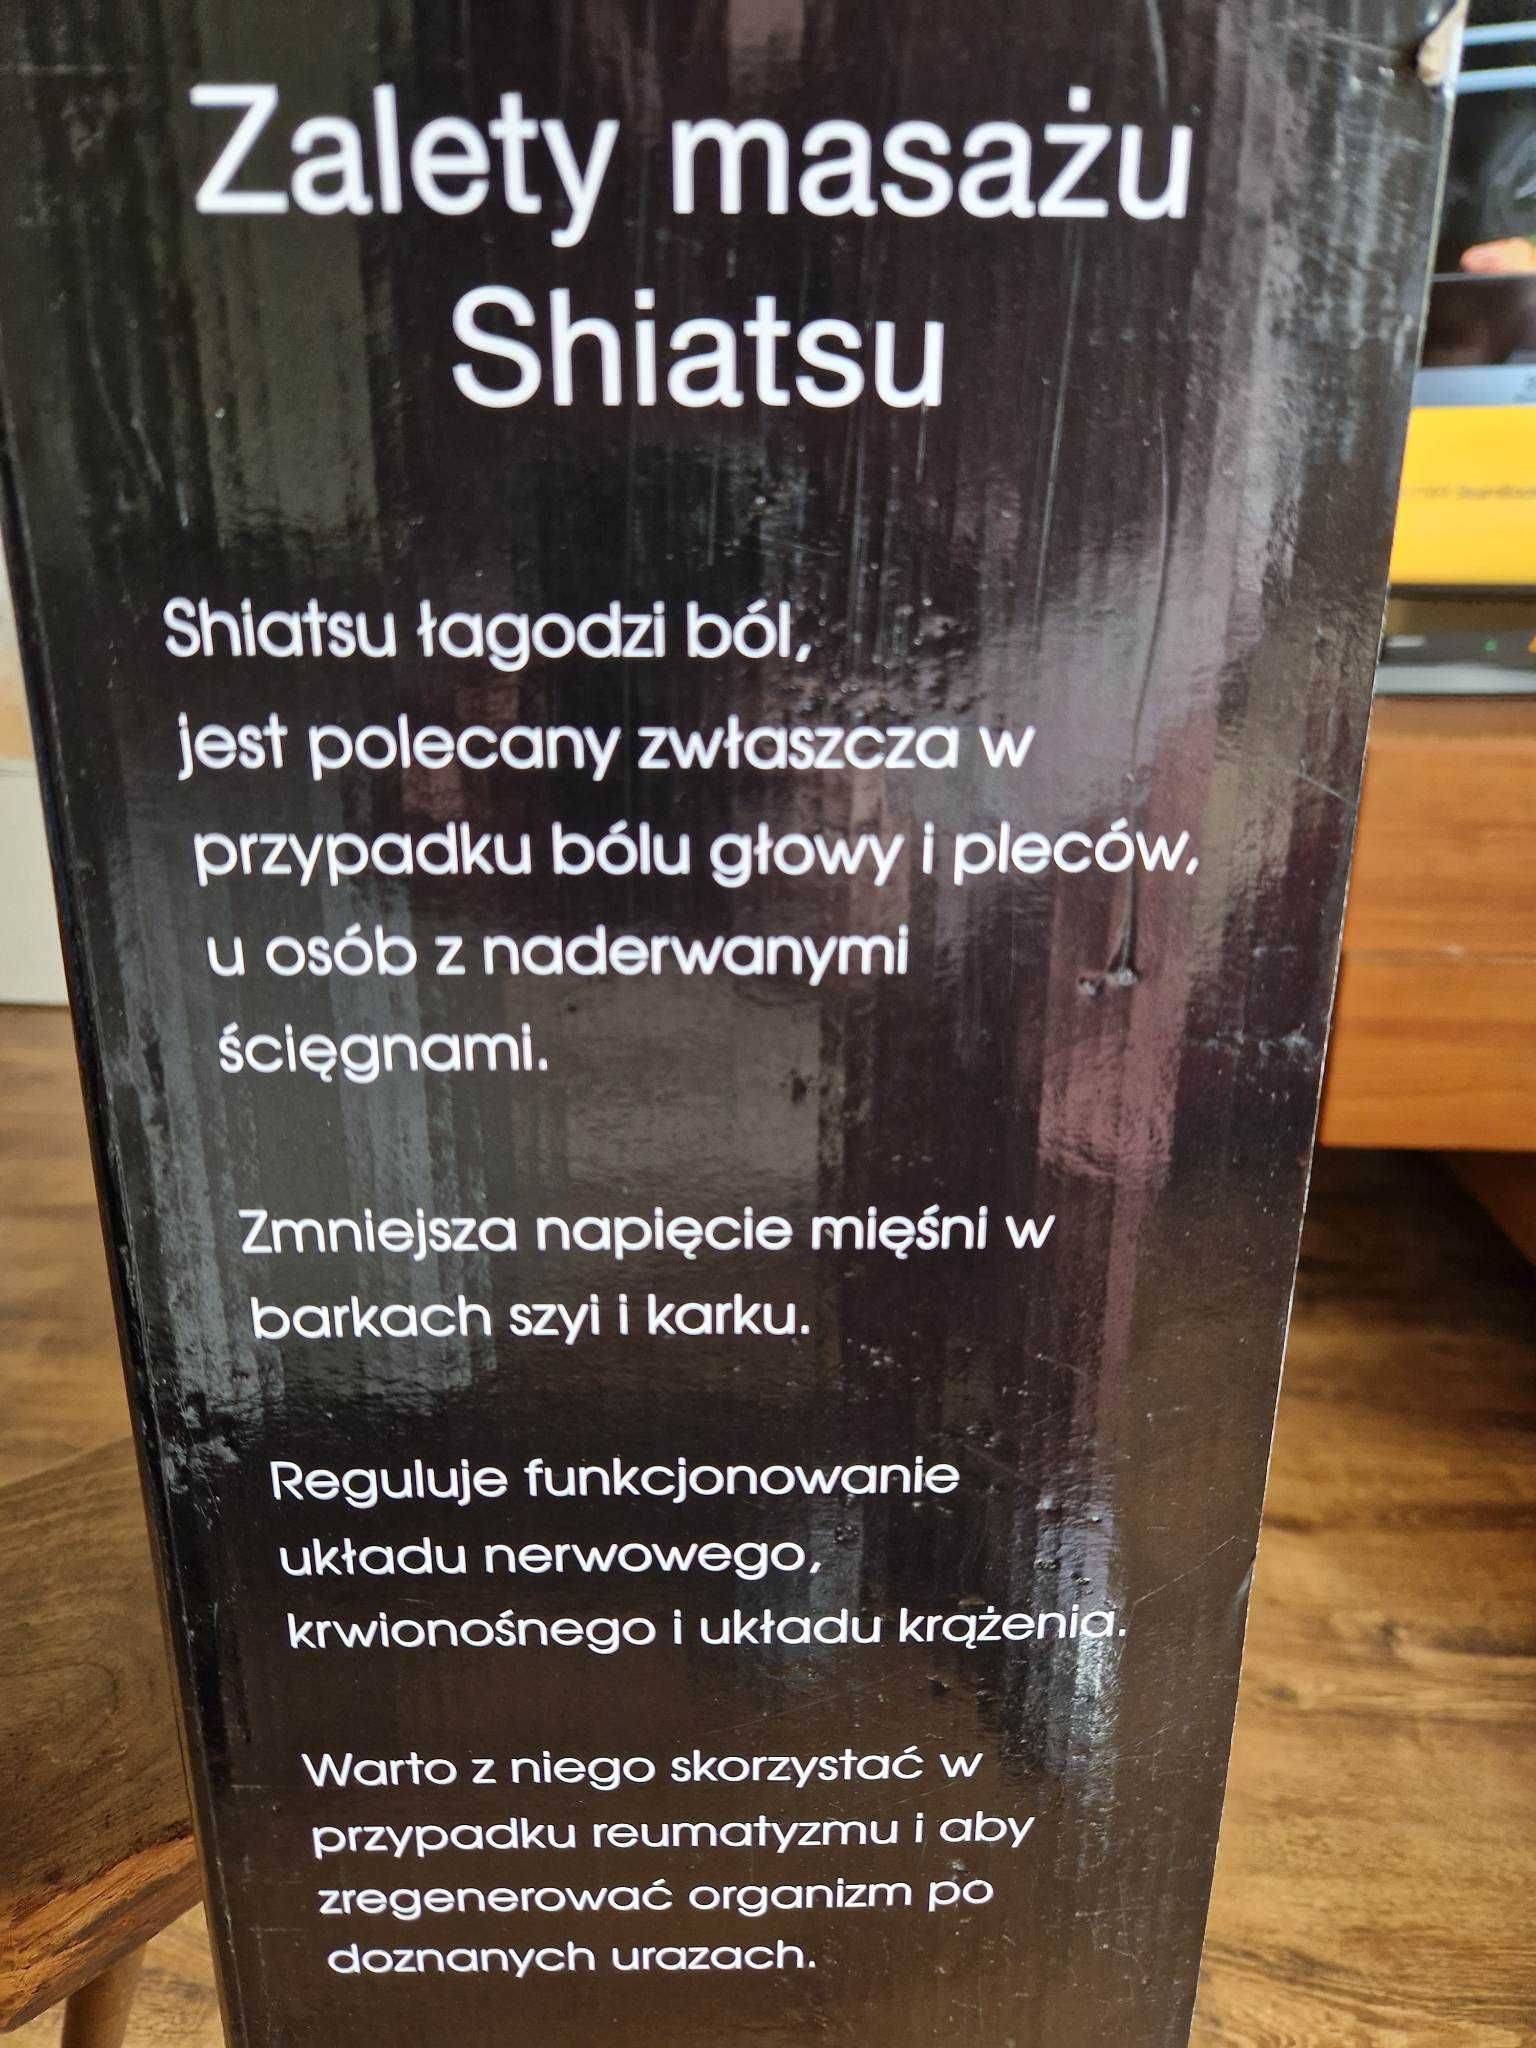 Zalety masażu
Shiatsu
Shiatsu łagodzi ból,
jest polecany zwłaszcza w
przypadku bólu głowy i pleców,
u osób z naderwanymi
ścięgnami.
Zmniejsza napięcie mięśni w
barkach szyi i karku.
Reguluje funkcjonowanie
układu nerwowego,
krwionośnego i układu krążenia.
Warto z niego skorzystać w
przypadku reumatyzmu i aby
zregenerować organizm po
doznanych urazach.